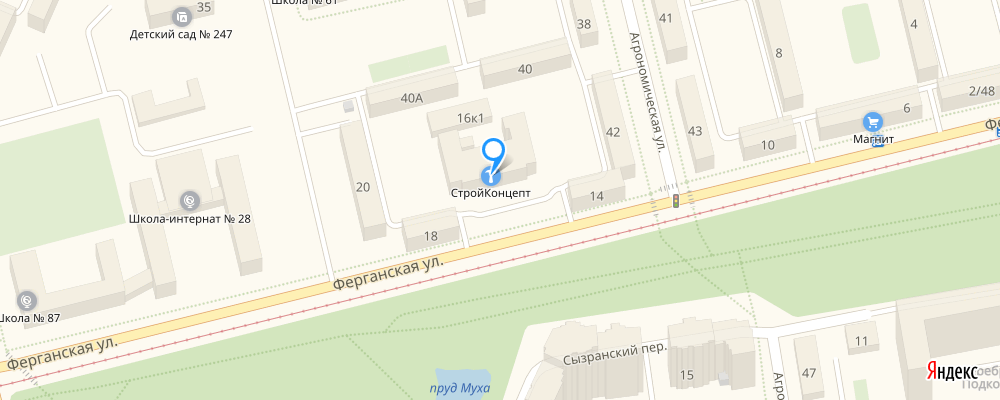 Школа № 61
35
Детский сад № 247
38
41
Агрономическая ул.
8
4
40
40А
2/48
16к1
6
42
43
Магнит
10
20
СтройКонцепт
14
Школа-интернат № 28
18
Ферганская ул.
Школа № 87
Ферганская ул.
Сызранский пер.
11
15
47
пруд Муха
Яндекс